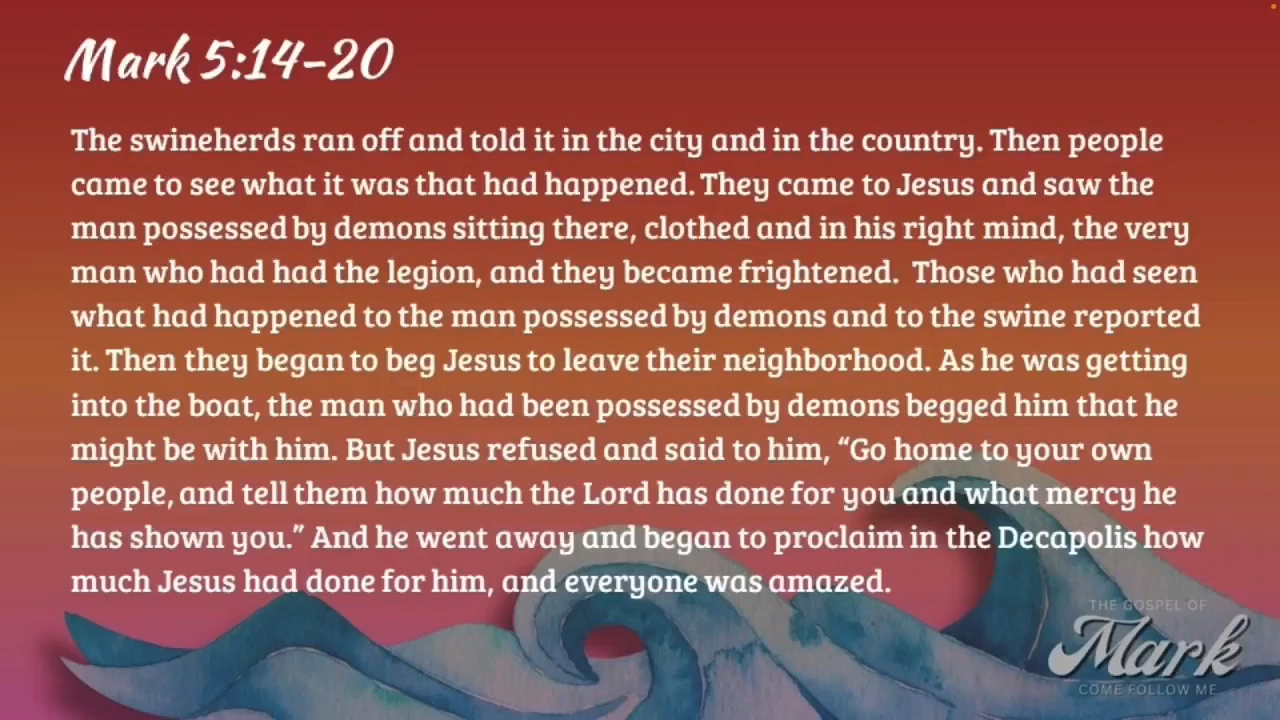 Mark 5:14-20
The swineherds ran off and told it in the city and in the country. Then people
came to see what it was that had happened. They came to Jesus and saw the
man possessed by demons sitting there, clothed and in his right mind, the very
man who had had the legion, and they became frightened.  Those who had seen
what had happened to the man possessed by demons and to the swine reported
it. Then they began to beg Jesus to leave their neighborhood. As he was getting
into the boat, the man who had been possessed by demons begged him that he
might be with him. But Jesus refused and said to him, “Go home to your own
people, and tell them how much the Lord has done for you and what mercy he
has shown you.” And he went away and began to proclaim in the Decapolis how
much Jesus had done for him, and everyone was amazed.
THE GOSPEL OF
Mark
COME FOLLOW ME